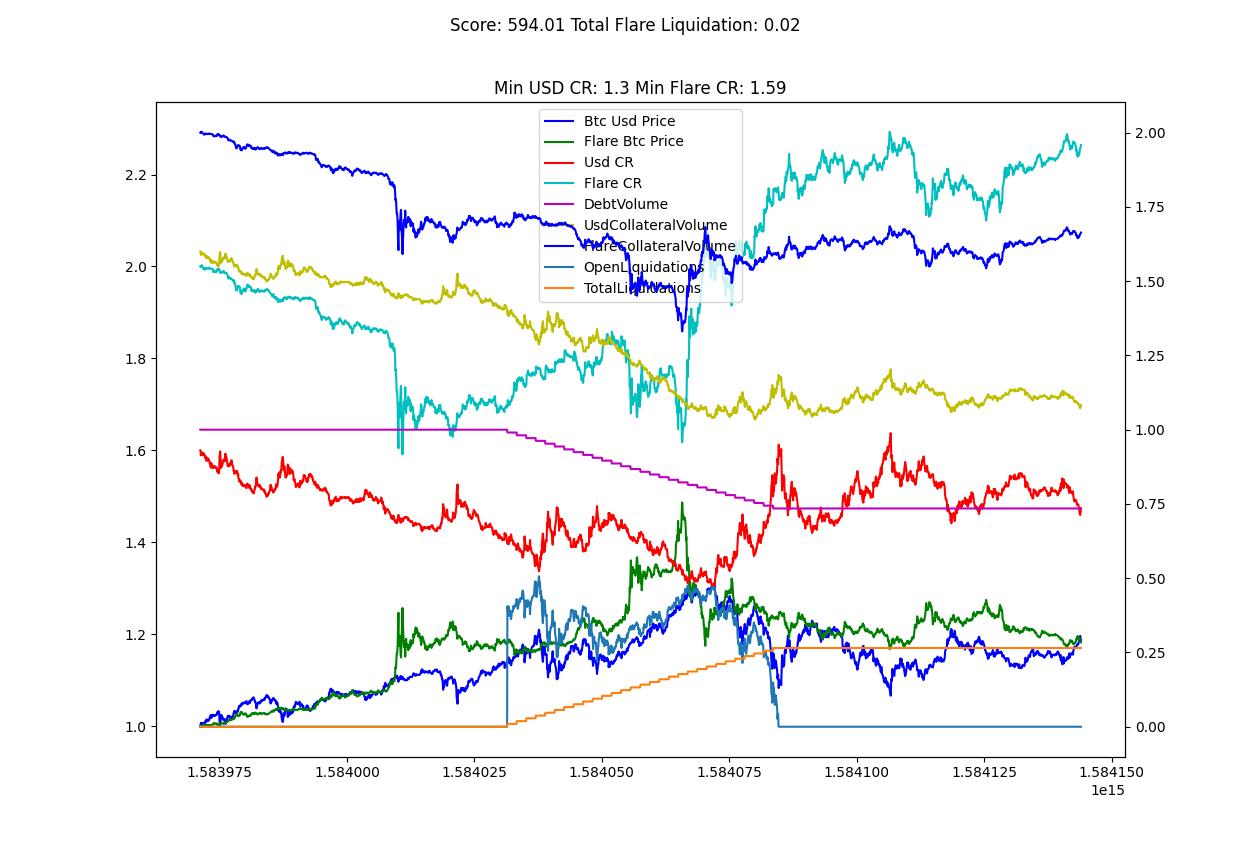 Score: 594.01 Total Flare Liquidation: 0.02
Min USD CR: 1.3 Min Flare CR: 1.59
Btc Usd Price
Flare Btc Price
Usd CR
Flare CR
DebtVolume
UsdCollateralVolume
FlareCollateralVolume
OpenLiquidations
TotalLiquidations
2.2
2.0
1.8
1.6
1.4
1.2
1.0
2.00
1.75
1.50
1.25
1.00
0.75
0.50
0.25
0.00
1.583975 1.584000 1.584025 1.584050 1.584075 1.584100 1.584125 1.584150
1e15